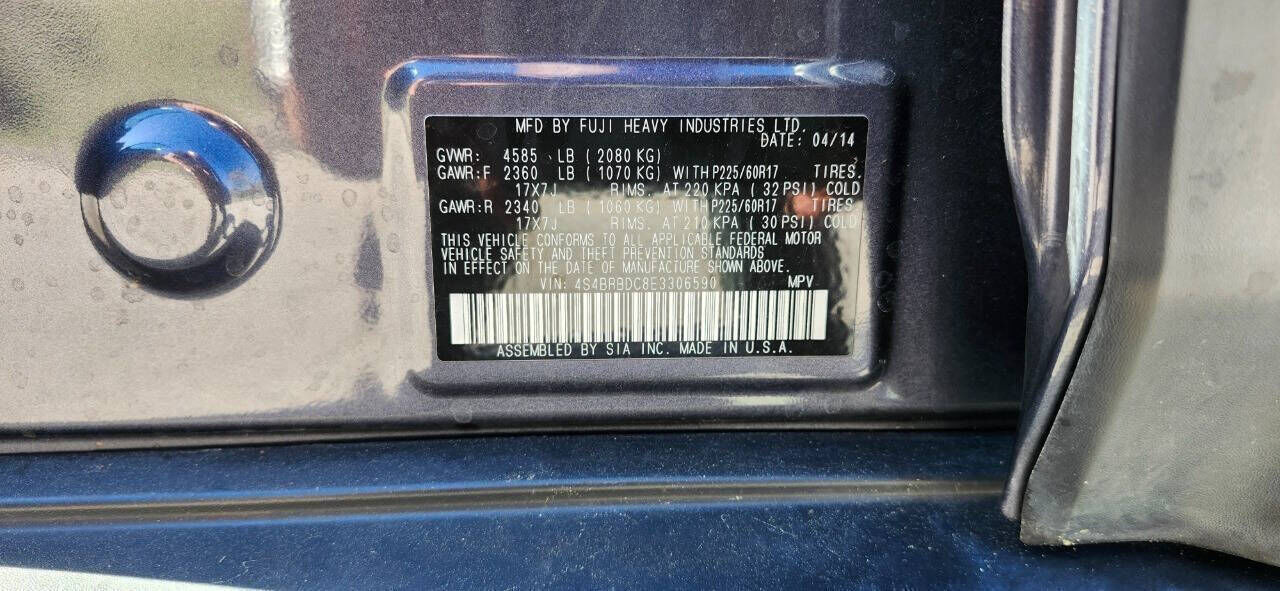 MFD BY FUJI HEAVY INDUSTRIES LTD.
DATE: 04/14
GVWR: 4585 LB (2080 KG)
GAWR:F 2360 LB (1070 KG) WITH P225/60R17 TIRES.
17X7J RIMS. AT 220 KPA (32 PSI) COLD
GAWR:R 2340 LB (1060 KG) WITH P225/60R17 TIRES
17X7J RIMS. AT 210 KPA (30 PSI) COLD
THIS VEHICLE CONFORMS TO ALL APPLICABLE FEDERAL MOTOR
VEHICLE SAFETY AND THEFT PREVENTION STANDARDS
IN EFFECT ON THE DATE OF MANUFACTURE SHOWN ABOVE.
VIN: 4S4BRBDC8E3306590 MPV
ASSEMBLED BY SIA INC. MADE IN U.S.A.